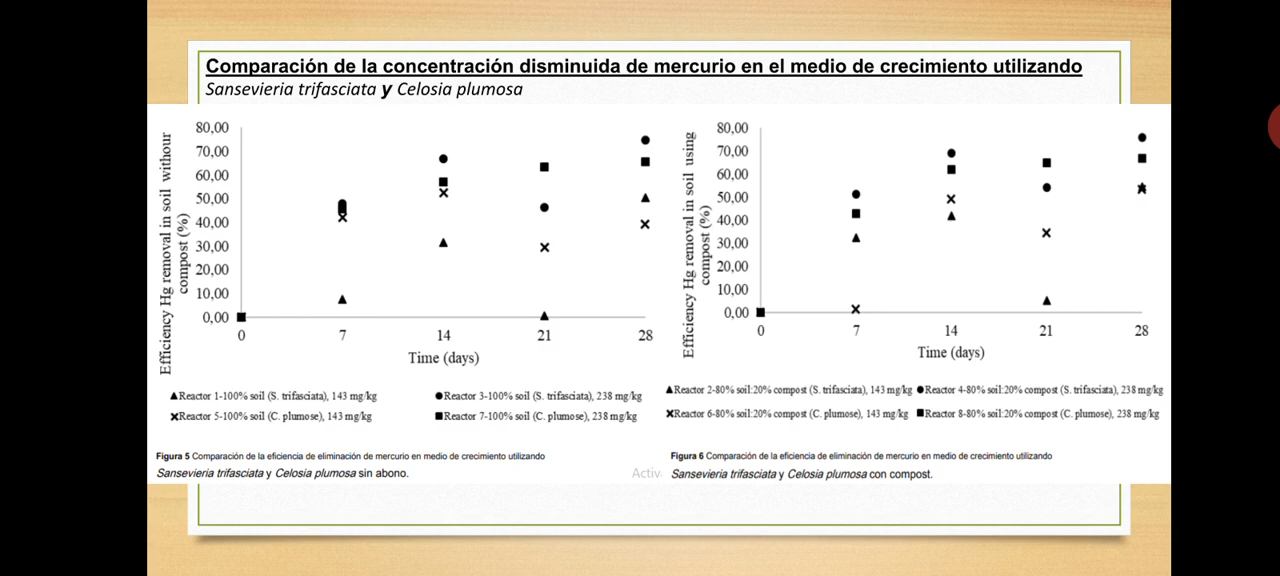 Comparación de la concentración disminuida de mercurio en el medio de crecimiento utilizando
Sansevieria trifasciata y Celosia plumosa
Efficiency Hg removal in soil withour
compost (%)
80,00
70,00
60,00
50,00
40,00
30,00
20,00
10,00
0,00
0 7 14 21 28
Time (days)
▲Reactor 1-100% soil (S. trifasciata), 143 mg/kg
●Reactor 3-100% soil (S. trifasciata), 238 mg/kg
×Reactor 5-100% soil (C. plumose), 143 mg/kg
■Reactor 7-100% soil (C. plumose), 238 mg/kg
Figura 5 Comparación de la eficiencia de eliminación de mercurio en medio de crecimiento utilizando
Sansevieria trifasciata y Celosia plumosa sin abono.
Efficiency Hg removal in soil using
compost (%)
80,00
70,00
60,00
50,00
40,00
30,00
20,00
10,00
0,00
0 7 14 21 28
Time (days)
▲Reactor 2-80% soil:20% compost (S. trifasciata), 143 mg/kg
●Reactor 4-80% soil:20% compost (S. trifasciata), 238 mg/kg
×Reactor 6-80% soil:20% compost (C. plumose), 143 mg/kg
■Reactor 8-80% soil:20% compost (C. plumose), 238 mg/kg
Activ
Figura 6 Comparación de la eficiencia de eliminación de mercurio en medio de crecimiento utilizando
Sansevieria trifasciata y Celosia plumosa con compost.